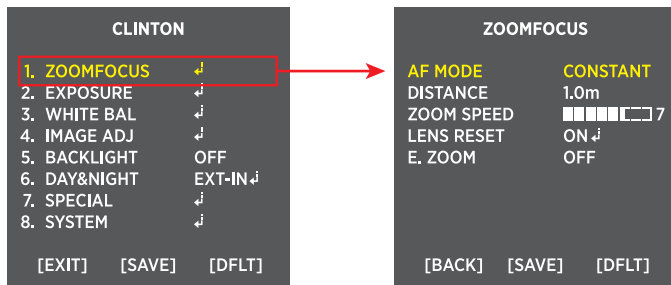 CLINTON
1. ZOOMFOCUS ↲
2. EXPOSURE ↲
3. WHITE BAL ↲
4. IMAGE ADJ ↲
5. BACKLIGHT OFF
6. DAY&NIGHT EXT-IN↲
7. SPECIAL ↲
8. SYSTEM ↲
[EXIT] [SAVE] [DFLT]
ZOOMFOCUS
AF MODE CONSTANT
DISTANCE 1.0m
ZOOM SPEED 7
LENS RESET ON↲
E. ZOOM OFF
[BACK] [SAVE] [DFLT]